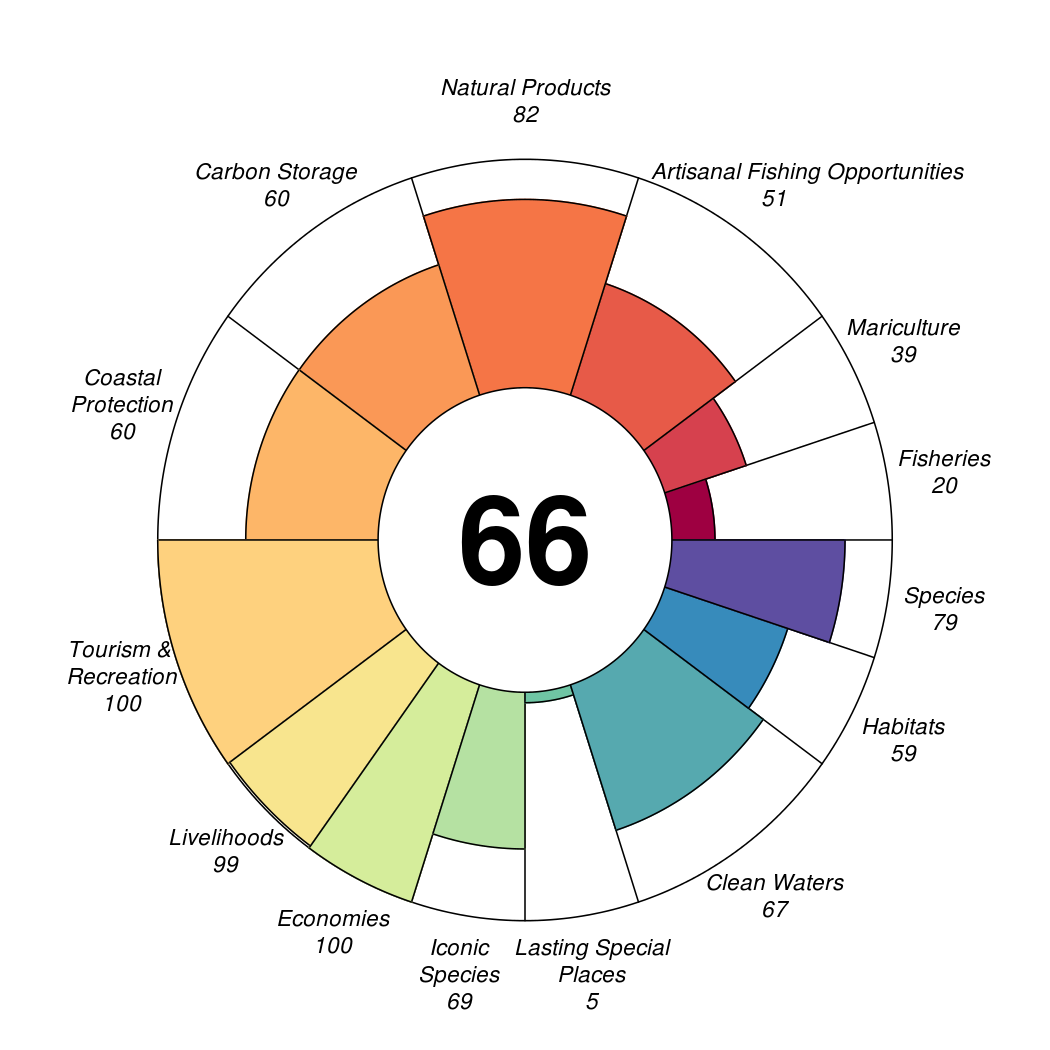 Natural Products
82
Carbon Storage
60
Artisanal Fishing Opportunities
51
Mariculture
39
Coastal
Protection
60
Fisheries
20
66
Species
79
Tourism &
Recreation
100
Habitats
59
Livelihoods
99
Clean Waters
67
Economies
100
Iconic
Species
69
Lasting Special
Places
5